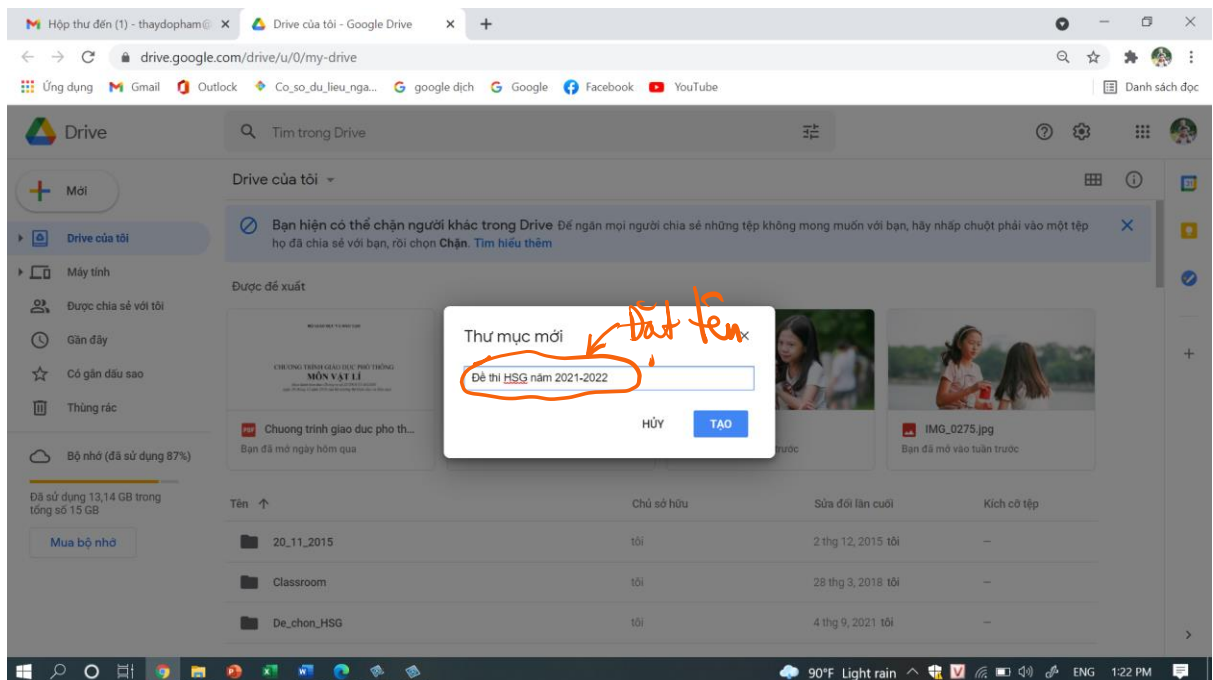 Hộp thư đến (1) - thaydopham@
Drive của tôi - Google Drive
drive.google.com/drive/u/0/my-drive
Ứng dụng Gmail Outlook Co_so_du_lieu_nga... google dịch Google Facebook YouTube Danh sách đọc
Drive
Tìm trong Drive
Mới
Drive của tôi
Bạn hiện có thể chặn người khác trong Drive Để ngăn mọi người chia sẻ những tệp không mong muốn với bạn, hãy nhấp chuột phải vào một tệp
họ đã chia sẻ với bạn, rồi chọn Chặn. Tìm hiểu thêm
Drive của tôi
Máy tính
Được chia sẻ với tôi
Gần đây
Có gắn dấu sao
Thùng rác
Bộ nhớ (đã sử dụng 87%)
Đã sử dụng 13,14 GB trong
tổng số 15 GB
Mua bộ nhớ
Được đề xuất
CHƯƠNG TRÌNH GIÁO DỤC PHỔ THÔNG
MÔN VẬT LÍ
Chuong trinh giao duc pho th...
Bạn đã mở ngày hôm qua
trước
IMG_0275.jpg
Bạn đã mở vào tuần trước
Đặt tên
Thư mục mới
Đề thi HSG năm 2021-2022
HỦY
TẠO
Tên Chủ sở hữu Sửa đổi lần cuối Kích cỡ tệp
20_11_2015 tôi 2 thg 12, 2015 tôi —
Classroom tôi 28 thg 3, 2018 tôi —
De_chon_HSG tôi 4 thg 9, 2021 tôi —
90°F Light rain ENG 1:22 PM